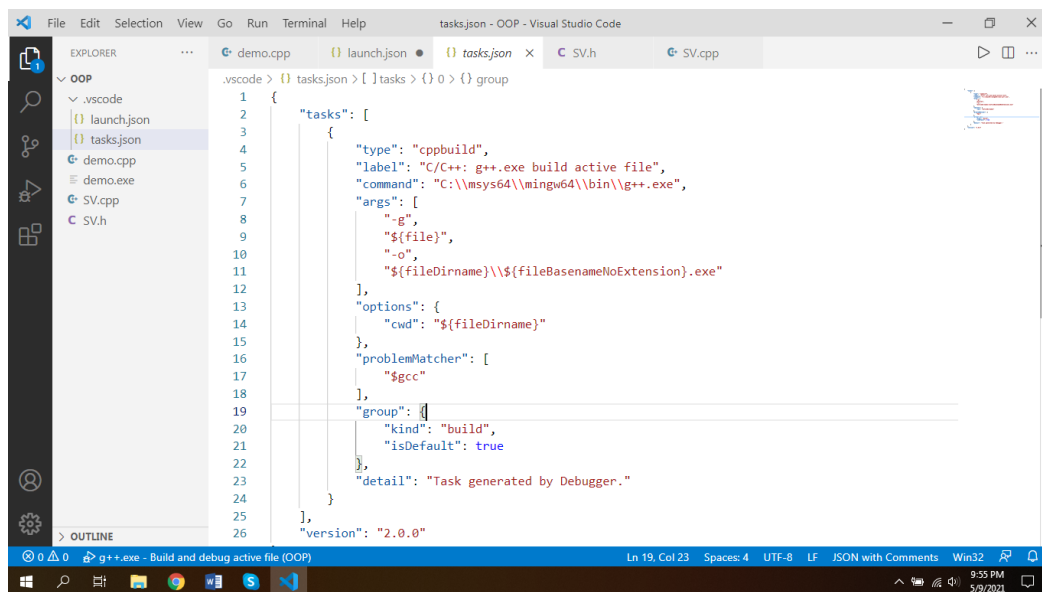 File Edit Selection View Go Run Terminal Help tasks.json - OOP - Visual Studio Code
EXPLORER ...
demo.cpp {} launch.json ● {} tasks.json × C SV.h SV.cpp
.vscode > {} tasks.json > [ ] tasks > {} 0 > {} group
1
OOP
.vscode
{} launch.json
{} tasks.json
demo.cpp
demo.exe
SV.cpp
C SV.h
OUTLINE
1 {
2 "tasks": [
3 {
4 "type": "cppbuild",
5 "label": "C/C++: g++.exe build active file",
6 "command": "C:\\msys64\\mingw64\\bin\\g++.exe",
7 "args": [
8 "-g",
9 "${file}",
10 "-o",
11 "${fileDirname}\\${fileBasenameNoExtension}.exe"
12 ],
13 "options": {
14 "cwd": "${fileDirname}"
15 },
16 "problemMatcher": [
17 "$gcc"
18 ],
19 "group": {
20 "kind": "build",
21 "isDefault": true
22 },
23 "detail": "Task generated by Debugger."
24 }
25 ],
26 "version": "2.0.0"
0 0 g++.exe - Build and debug active file (OOP) Ln 19, Col 23 Spaces: 4 UTF-8 LF JSON with Comments Win32
9:55 PM
5/9/2021